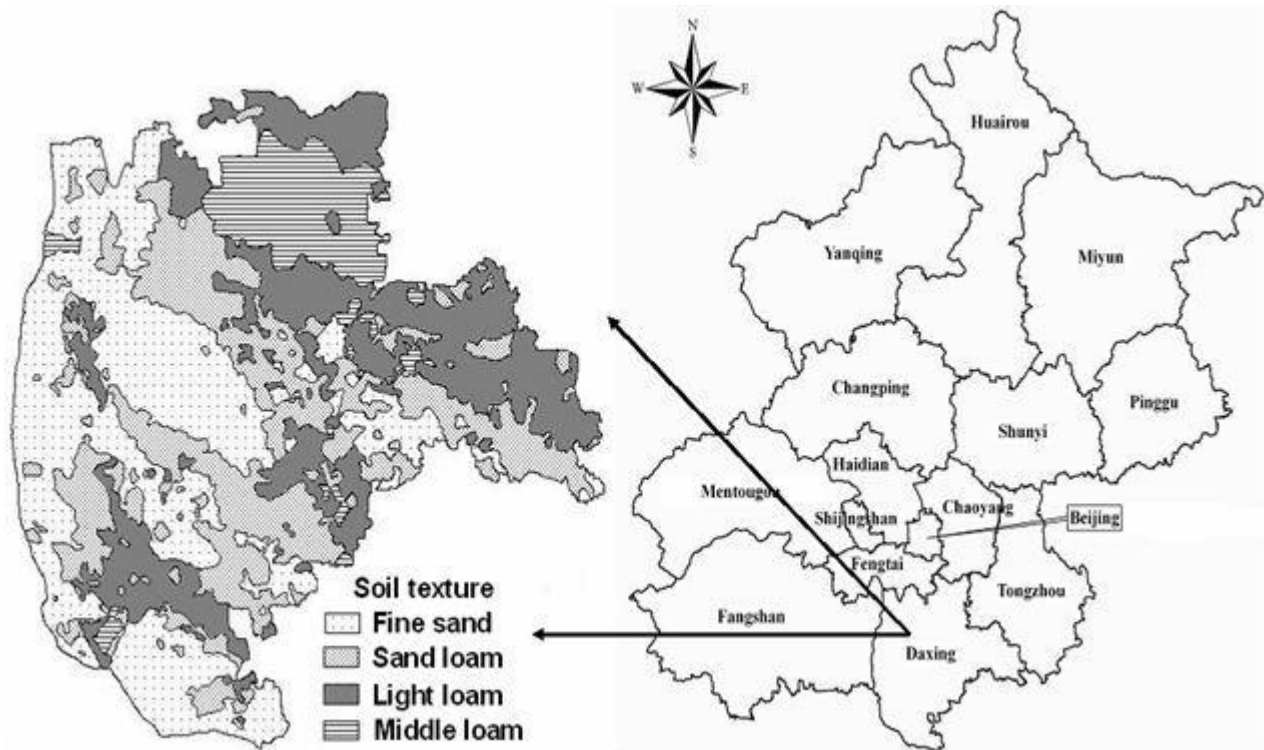 N
W
E
S
Huairou
Yanqing
Miyun
Changping
Pinggu
Shunyi
Haidian
Mentougou
Chaoyang
Shijingshan
Beijing
Fengtai
Tongzhou
Fangshan
Daxing
Soil texture
Fine sand
Sand loam
Light loam
Middle loam